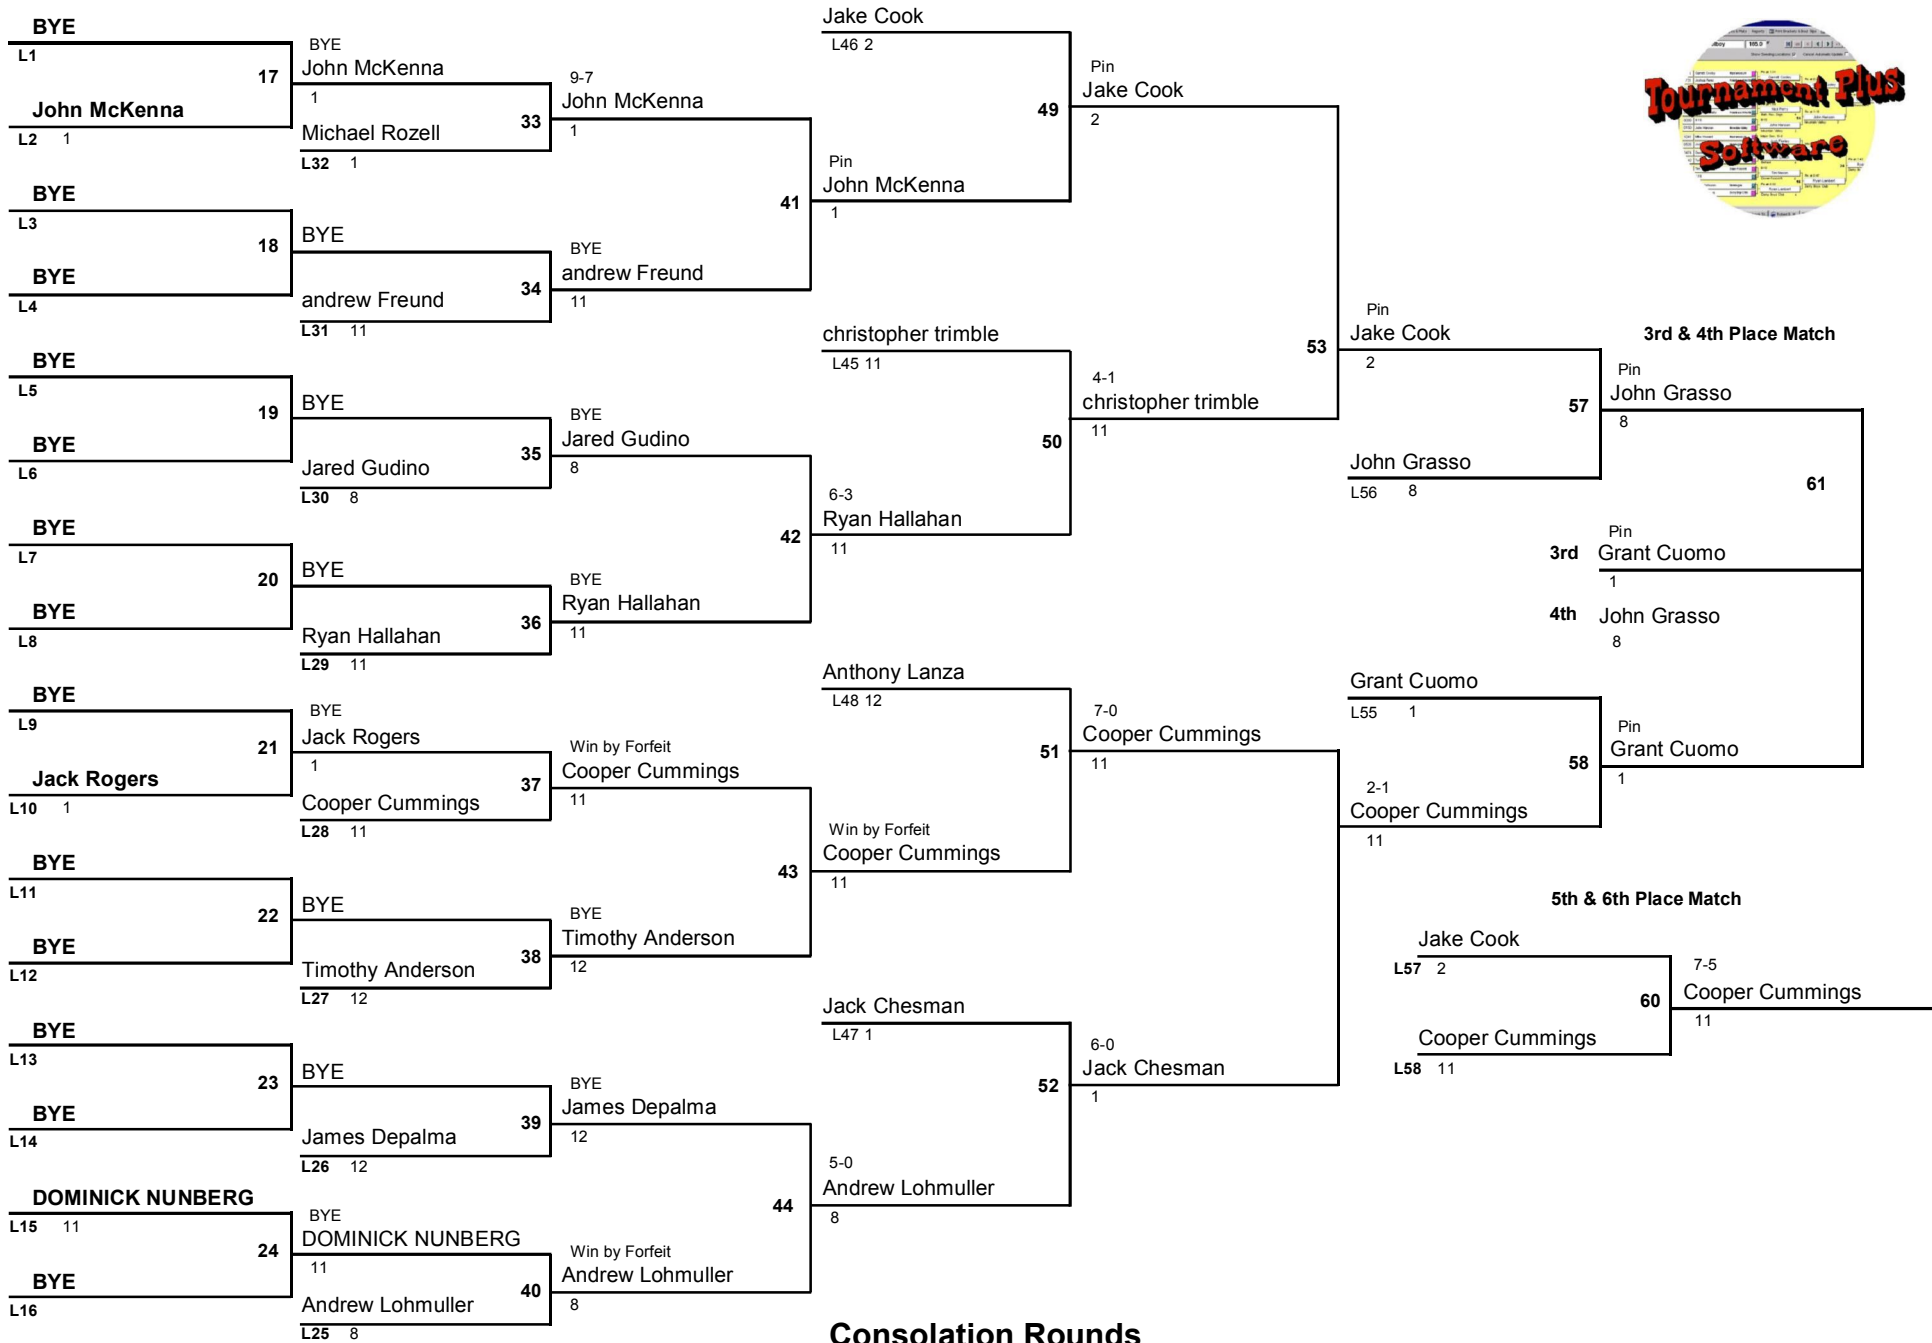 BYE
L1
17
John McKenna
L2 1
BYE
L3
18
BYE
L4
BYE
L5
19
BYE
L6
BYE
L7
20
BYE
L8
BYE
L9
21
Jack Rogers
L10 1
BYE
L11
22
BYE
L12
BYE
L13
23
BYE
L14
DOMINICK NUNBERG
L15 11
24
BYE
L16
BYE
John McKenna
1
33
Michael Rozell
L32 1
BYE
34
andrew Freund
L31 11
BYE
35
Jared Gudino
L30 8
BYE
36
Ryan Hallahan
L29 11
BYE
Jack Rogers
1
37
Cooper Cummings
L28 11
BYE
38
Timothy Anderson
L27 12
BYE
39
James Depalma
L26 12
BYE
DOMINICK NUNBERG
11
40
Andrew Lohmuller
L25 8
9-7
John McKenna
1
41
BYE
andrew Freund
11
BYE
Jared Gudino
8
42
BYE
Ryan Hallahan
11
Win by Forfeit
Cooper Cummings
11
43
BYE
Timothy Anderson
12
BYE
James Depalma
12
44
Win by Forfeit
Andrew Lohmuller
8
Jake Cook
L46 2
49
Pin
John McKenna
1
christopher trimble
L45 11
50
6-3
Ryan Hallahan
11
Anthony Lanza
L48 12
51
Win by Forfeit
Cooper Cummings
11
Jack Chesman
L47 1
52
5-0
Andrew Lohmuller
8
Pin
Jake Cook
2
53
4-1
christopher trimble
11
7-0
Cooper Cummings
11
6-0
Jack Chesman
1
Pin
Jake Cook
2
57
John Grasso
L56 8
Grant Cuomo
L55 1
58
2-1
Cooper Cummings
11
3rd & 4th Place Match
Pin
John Grasso
8
61
Pin
3rd Grant Cuomo
1
4th John Grasso
8
Pin
Grant Cuomo
1
5th & 6th Place Match
Jake Cook
L57 2
60
Cooper Cummings
L58 11
7-5
Cooper Cummings
11
Tournament Plus
Software
Consolation Rounds